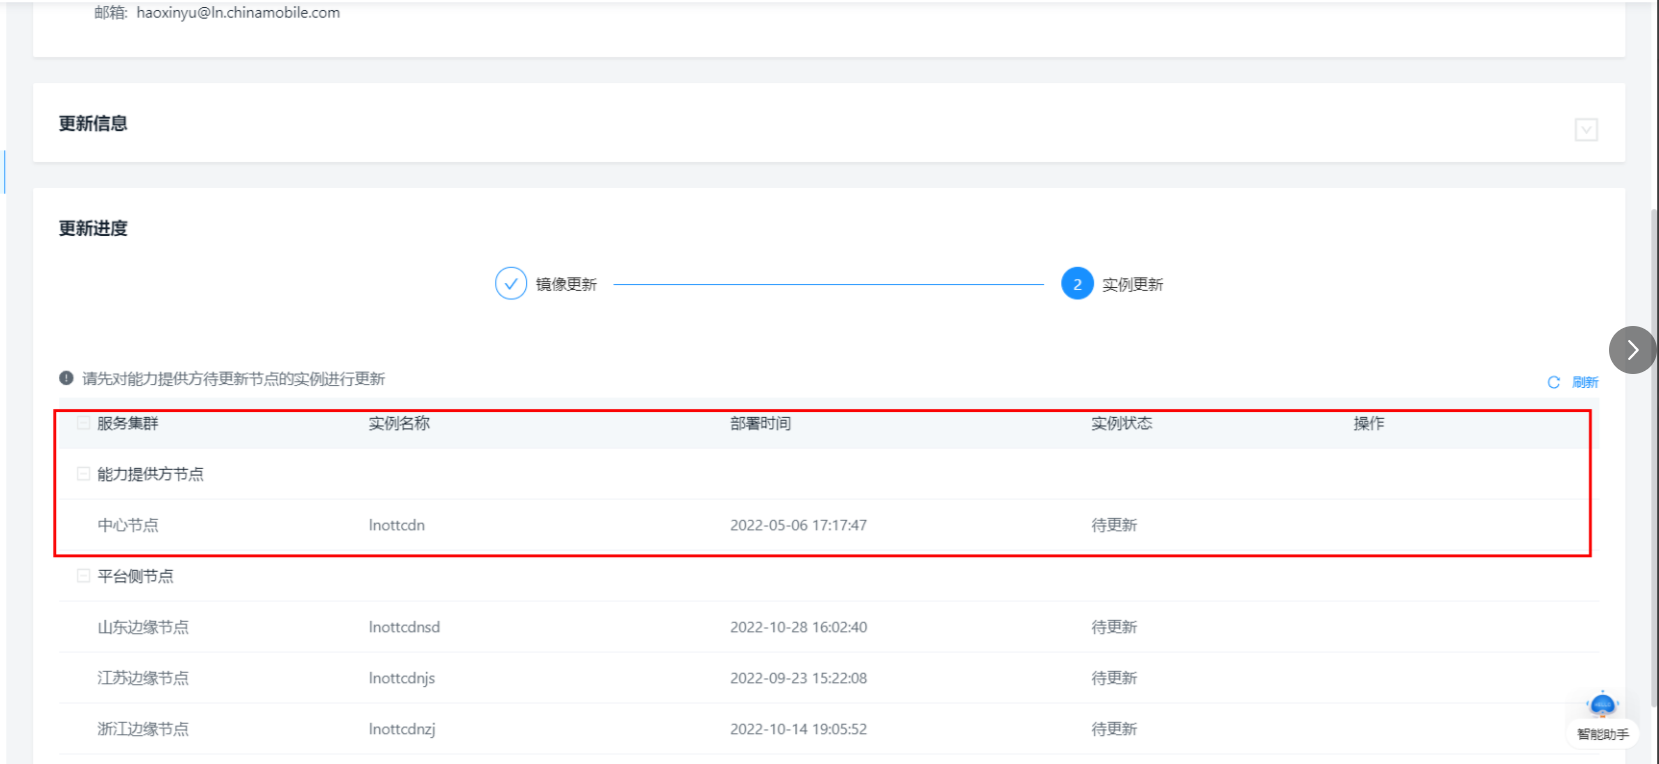 邮箱: haoxinyu@ln.chinamobile.com
更新信息
更新进度
镜像更新 2 实例更新
请先对能力提供方待更新节点的实例进行更新 刷新
服务集群 实例名称 部署时间 实例状态 操作
能力提供方节点
中心节点 lnottcdn 2022-05-06 17:17:47 待更新
平台侧节点
山东边缘节点 lnottcdnsd 2022-10-28 16:02:40 待更新
江苏边缘节点 lnottcdnjs 2022-09-23 15:22:08 待更新
浙江边缘节点 lnottcdnzj 2022-10-14 19:05:52 待更新
智能助手